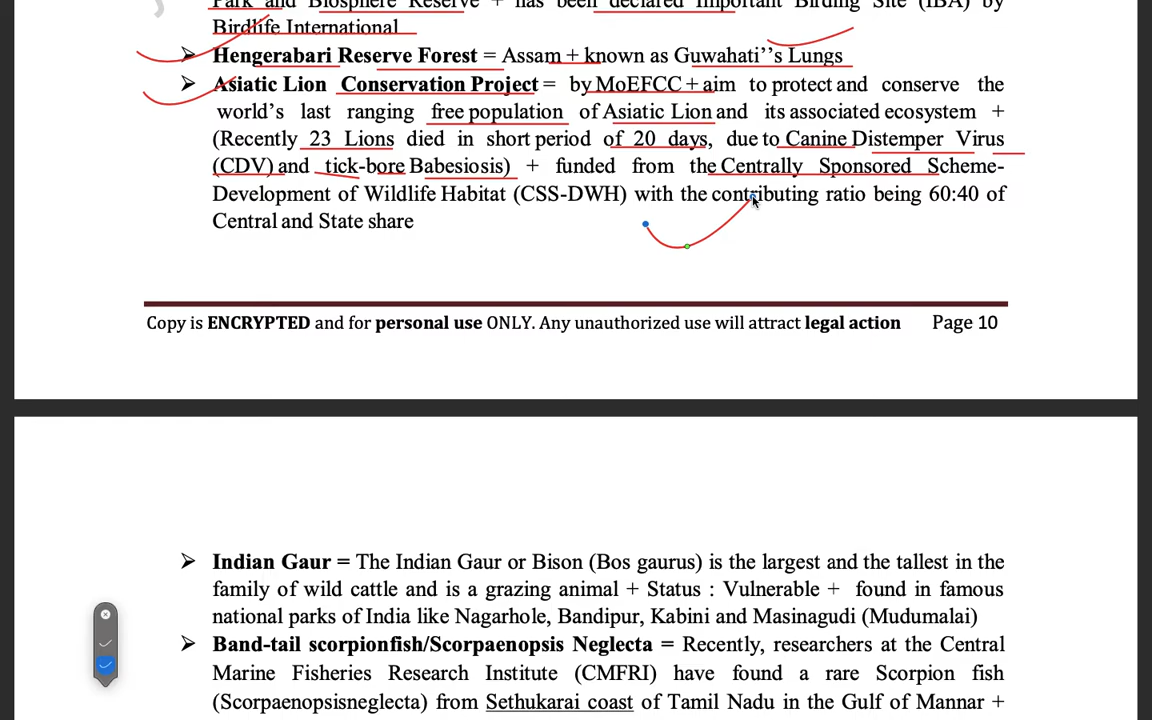 Park and Biosphere Reserve + has been declared Important Birding Site (IBA) by
Birdlife International
➢ Hengerabari Reserve Forest = Assam + known as Guwahati’’s Lungs
➢ Asiatic Lion Conservation Project = by MoEFCC + aim to protect and conserve the
world’s last ranging free population of Asiatic Lion and its associated ecosystem +
(Recently 23 Lions died in short period of 20 days, due to Canine Distemper Virus
(CDV) and tick-bore Babesiosis) + funded from the Centrally Sponsored Scheme-
Development of Wildlife Habitat (CSS-DWH) with the contributing ratio being 60:40 of
Central and State share
Copy is ENCRYPTED and for personal use ONLY. Any unauthorized use will attract legal action Page 10
➢ Indian Gaur = The Indian Gaur or Bison (Bos gaurus) is the largest and the tallest in the
family of wild cattle and is a grazing animal + Status : Vulnerable + found in famous
national parks of India like Nagarhole, Bandipur, Kabini and Masinagudi (Mudumalai)
➢ Band-tail scorpionfish/Scorpaenopsis Neglecta = Recently, researchers at the Central
Marine Fisheries Research Institute (CMFRI) have found a rare Scorpion fish
(Scorpaenopsisneglecta) from Sethukarai coast of Tamil Nadu in the Gulf of Mannar +